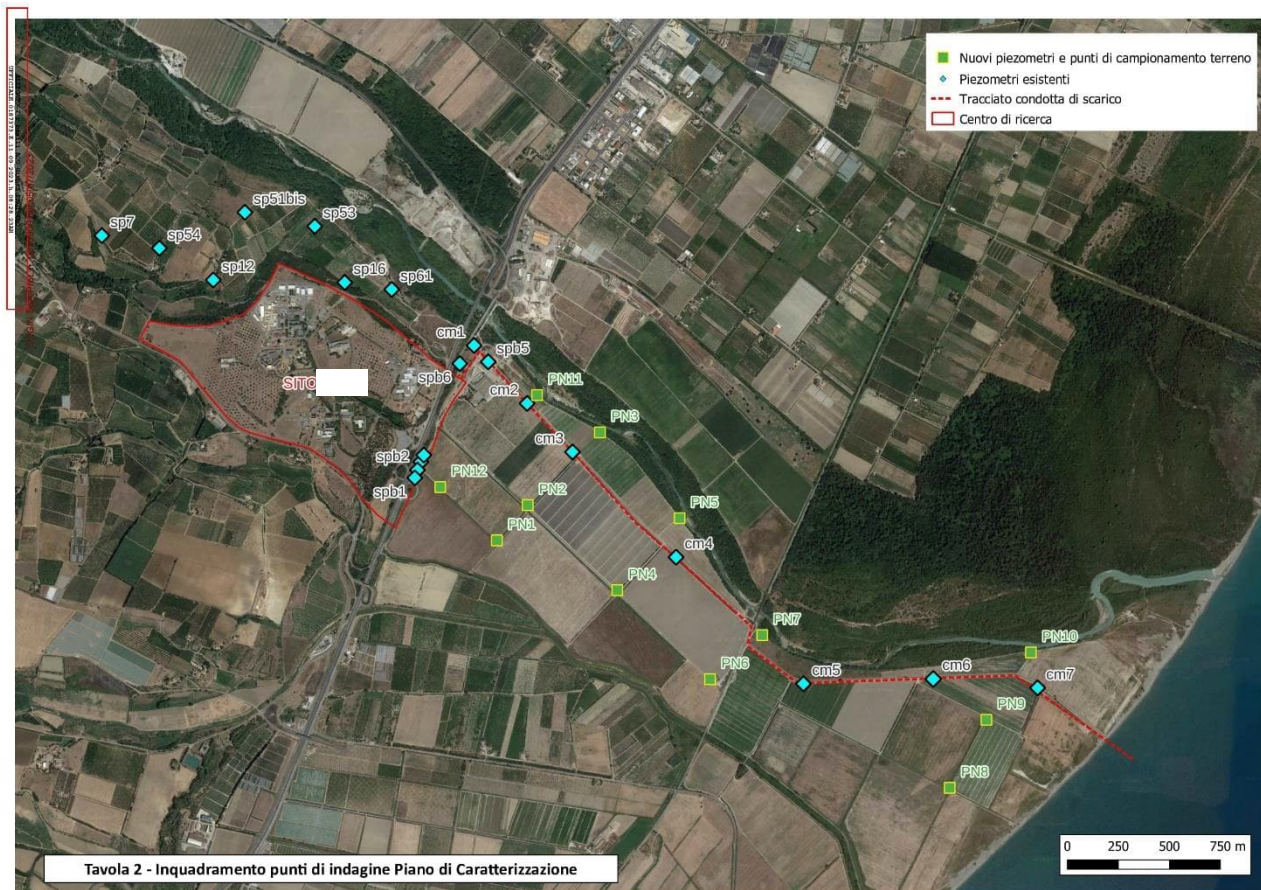 Nuovi piezometri e punti di campionamento terreno
Piezometri esistenti
Tracciato condotta di scarico
Centro di ricerca
sp51bis
sp7
sp53
sp54
sp12
sp16
sp61
cm1
spb5
spb6
SITO
cm2
PN11
PN3
cm3
spb2
PN12
spb1
PN2
PN5
PN1
cm4
PN4
PN7
PN10
PN6
cm5
cm6
cm7
PN9
PN8
0 250 500 750 m
Tavola 2 - Inquadramento punti di indagine Piano di Caratterizzazione